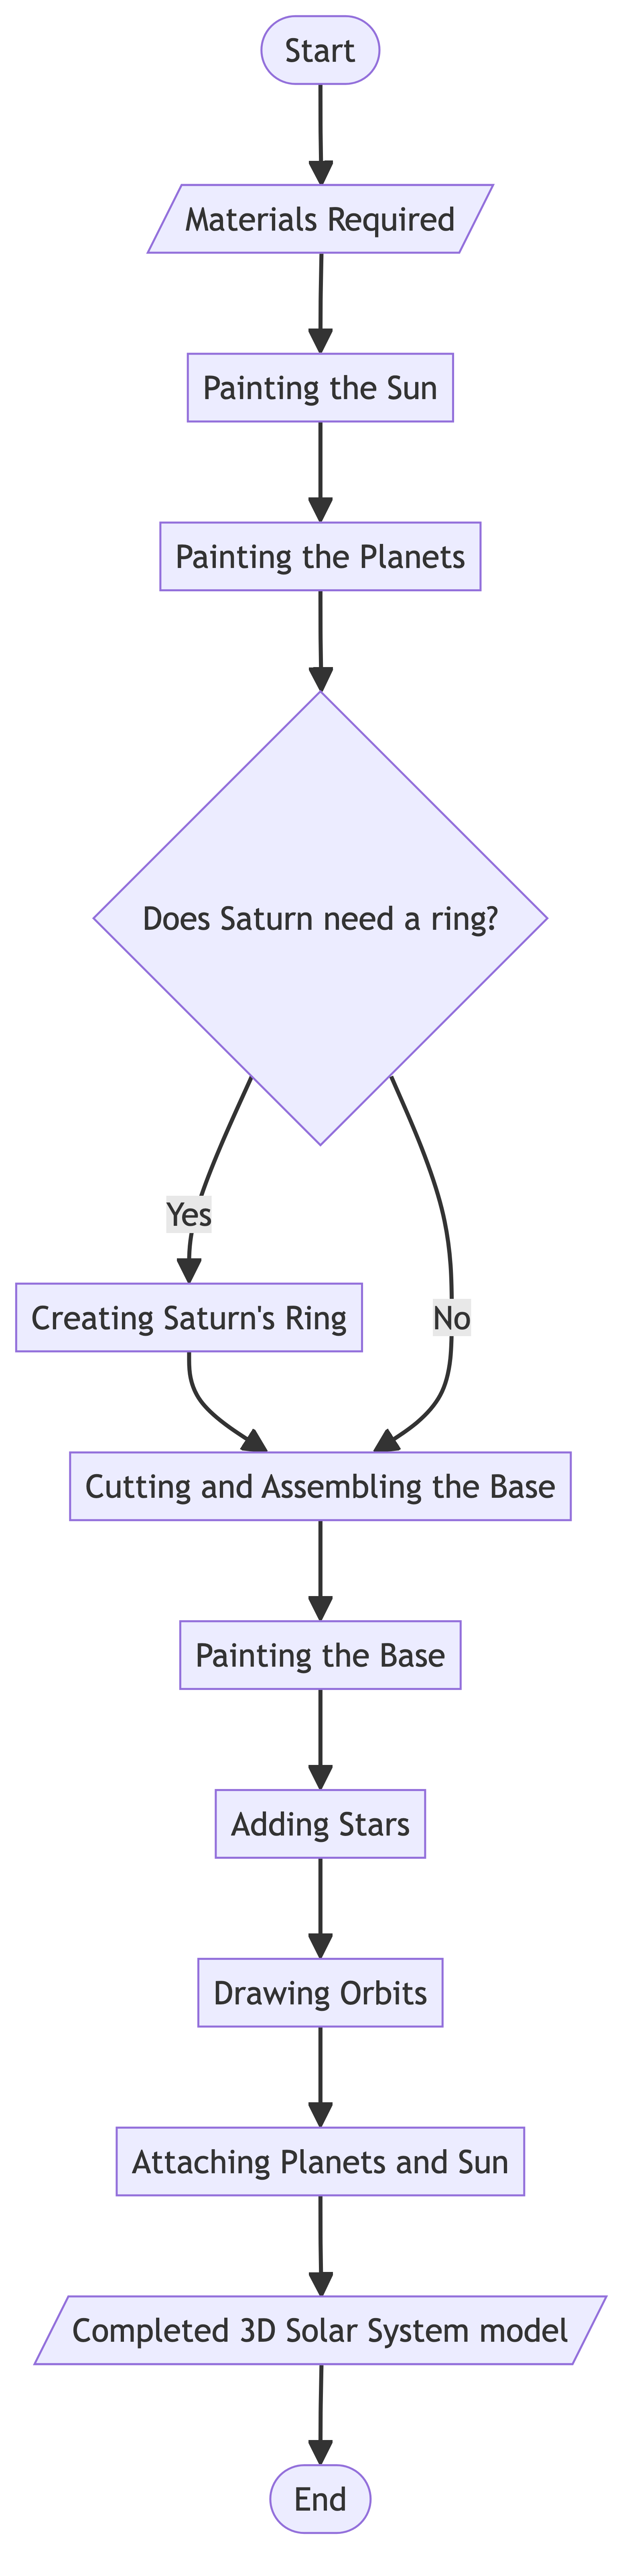 Start
Materials Required
Painting the Sun
Painting the Planets
Does Saturn need a ring?
Yes
Creating Saturn's Ring
No
Cutting and Assembling the Base
Painting the Base
Adding Stars
Drawing Orbits
Attaching Planets and Sun
Completed 3D Solar System model
End